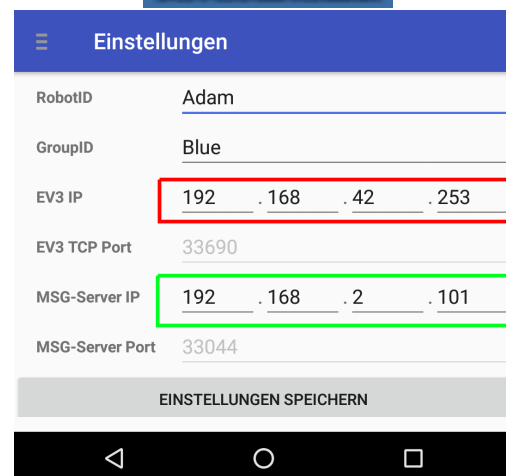 Einstellungen
RobotID Adam
GroupID Blue
EV3 IP 192 . 168 . 42 . 253
EV3 TCP Port 33690
MSG-Server IP 192 . 168 . 2 . 101
MSG-Server Port 33044
EINSTELLUNGEN SPEICHERN